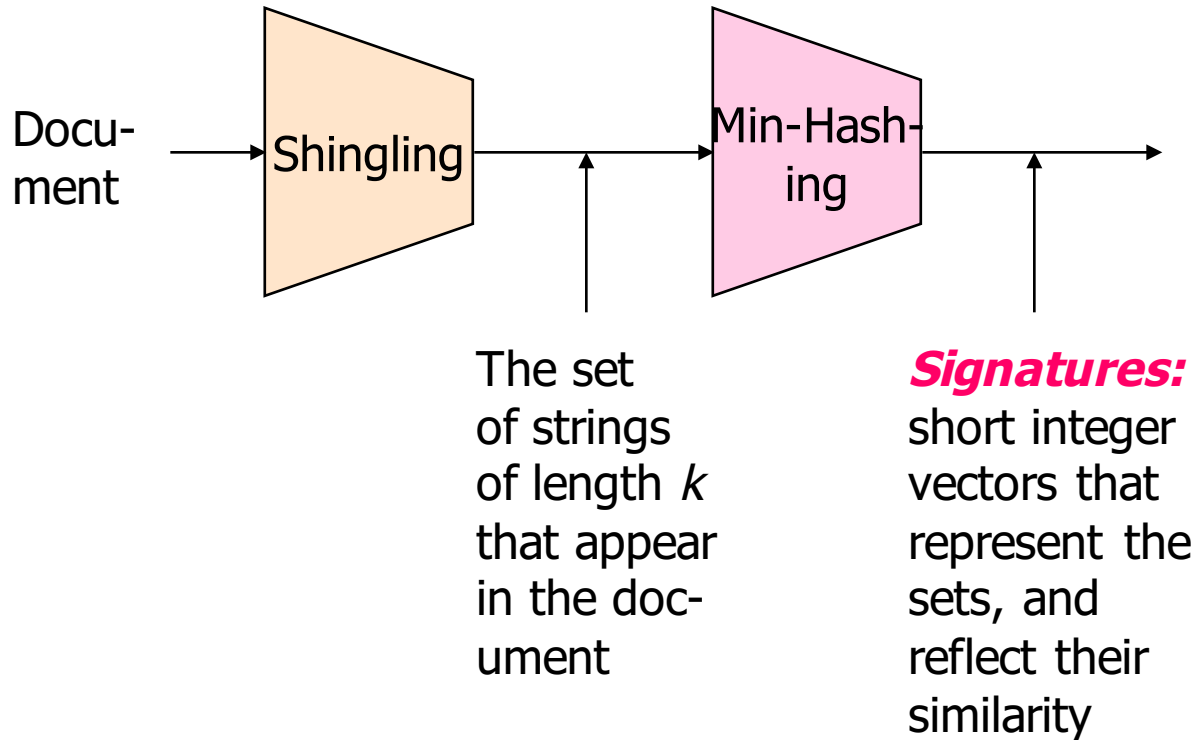 Docu-
ment
Shingling
Min-Hash-
ing
The set
of strings
of length k
that appear
in the doc-
ument
Signatures:
short integer
vectors that
represent the
sets, and
reflect their
similarity